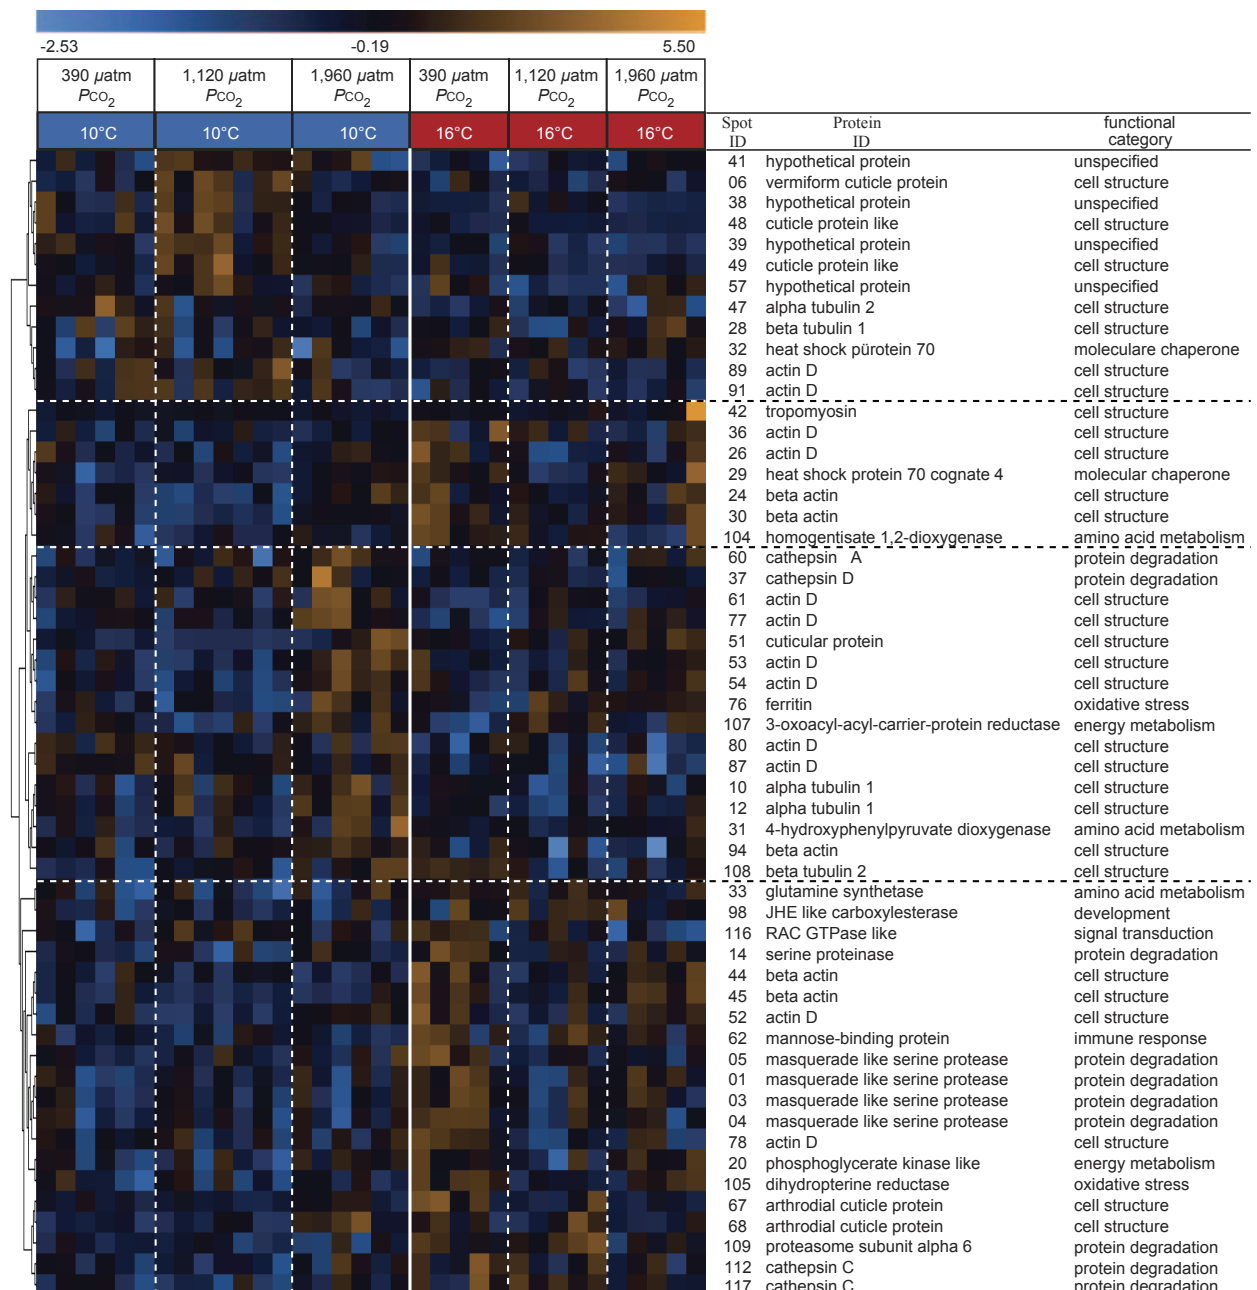 -2.53 -0.19 5.50
390 µatm 1,120 µatm 1,960 µatm 390 µatm 1,120 µatm 1,960 µatm
PCO2 PCO2 PCO2 PCO2 PCO2 PCO2
10°C 10°C 10°C 16°C 16°C 16°C
Spot Protein functional
ID ID category
41 hypothetical protein unspecified
06 vermiform cuticle protein cell structure
38 hypothetical protein unspecified
48 cuticle protein like cell structure
39 hypothetical protein unspecified
49 cuticle protein like cell structure
57 hypothetical protein unspecified
47 alpha tubulin 2 cell structure
28 beta tubulin 1 cell structure
32 heat shock pürotein 70 moleculare chaperone
89 actin D cell structure
91 actin D cell structure
42 tropomyosin cell structure
36 actin D cell structure
26 actin D cell structure
29 heat shock protein 70 cognate 4 molecular chaperone
24 beta actin cell structure
30 beta actin cell structure
104 homogentisate 1,2-dioxygenase amino acid metabolism
60 cathepsin A protein degradation
37 cathepsin D protein degradation
61 actin D cell structure
77 actin D cell structure
51 cuticular protein cell structure
53 actin D cell structure
54 actin D cell structure
76 ferritin oxidative stress
107 3-oxoacyl-acyl-carrier-protein reductase energy metabolism
80 actin D cell structure
87 actin D cell structure
10 alpha tubulin 1 cell structure
12 alpha tubulin 1 cell structure
31 4-hydroxyphenylpyruvate dioxygenase amino acid metabolism
94 beta actin cell structure
108 beta tubulin 2 cell structure
33 glutamine synthetase amino acid metabolism
98 JHE like carboxylesterase development
116 RAC GTPase like signal transduction
14 serine proteinase protein degradation
44 beta actin cell structure
45 beta actin cell structure
52 actin D cell structure
62 mannose-binding protein immune response
05 masquerade like serine protease protein degradation
01 masquerade like serine protease protein degradation
03 masquerade like serine protease protein degradation
04 masquerade like serine protease protein degradation
78 actin D cell structure
20 phosphoglycerate kinase like energy metabolism
105 dihydropterine reductase oxidative stress
67 arthrodial cuticle protein cell structure
68 arthrodial cuticle protein cell structure
109 proteasome subunit alpha 6 protein degradation
112 cathepsin C protein degradation
117 cathepsin C protein degradation